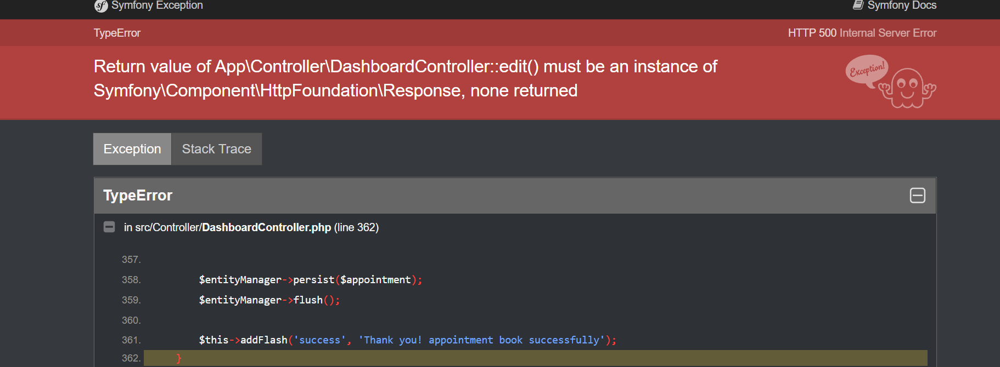 Symfony Exception
Symfony Docs
TypeError
HTTP 500 Internal Server Error
Return value of App\Controller\DashboardController::edit() must be an instance of
Symfony\Component\HttpFoundation\Response, none returned
Exception!
Exception
Stack Trace
TypeError
in src/Controller/DashboardController.php (line 362)
357.
358. $entityManager->persist($appointment);
359. $entityManager->flush();
360.
361. $this->addFlash('success', 'Thank you! appointment book successfully');
362. }